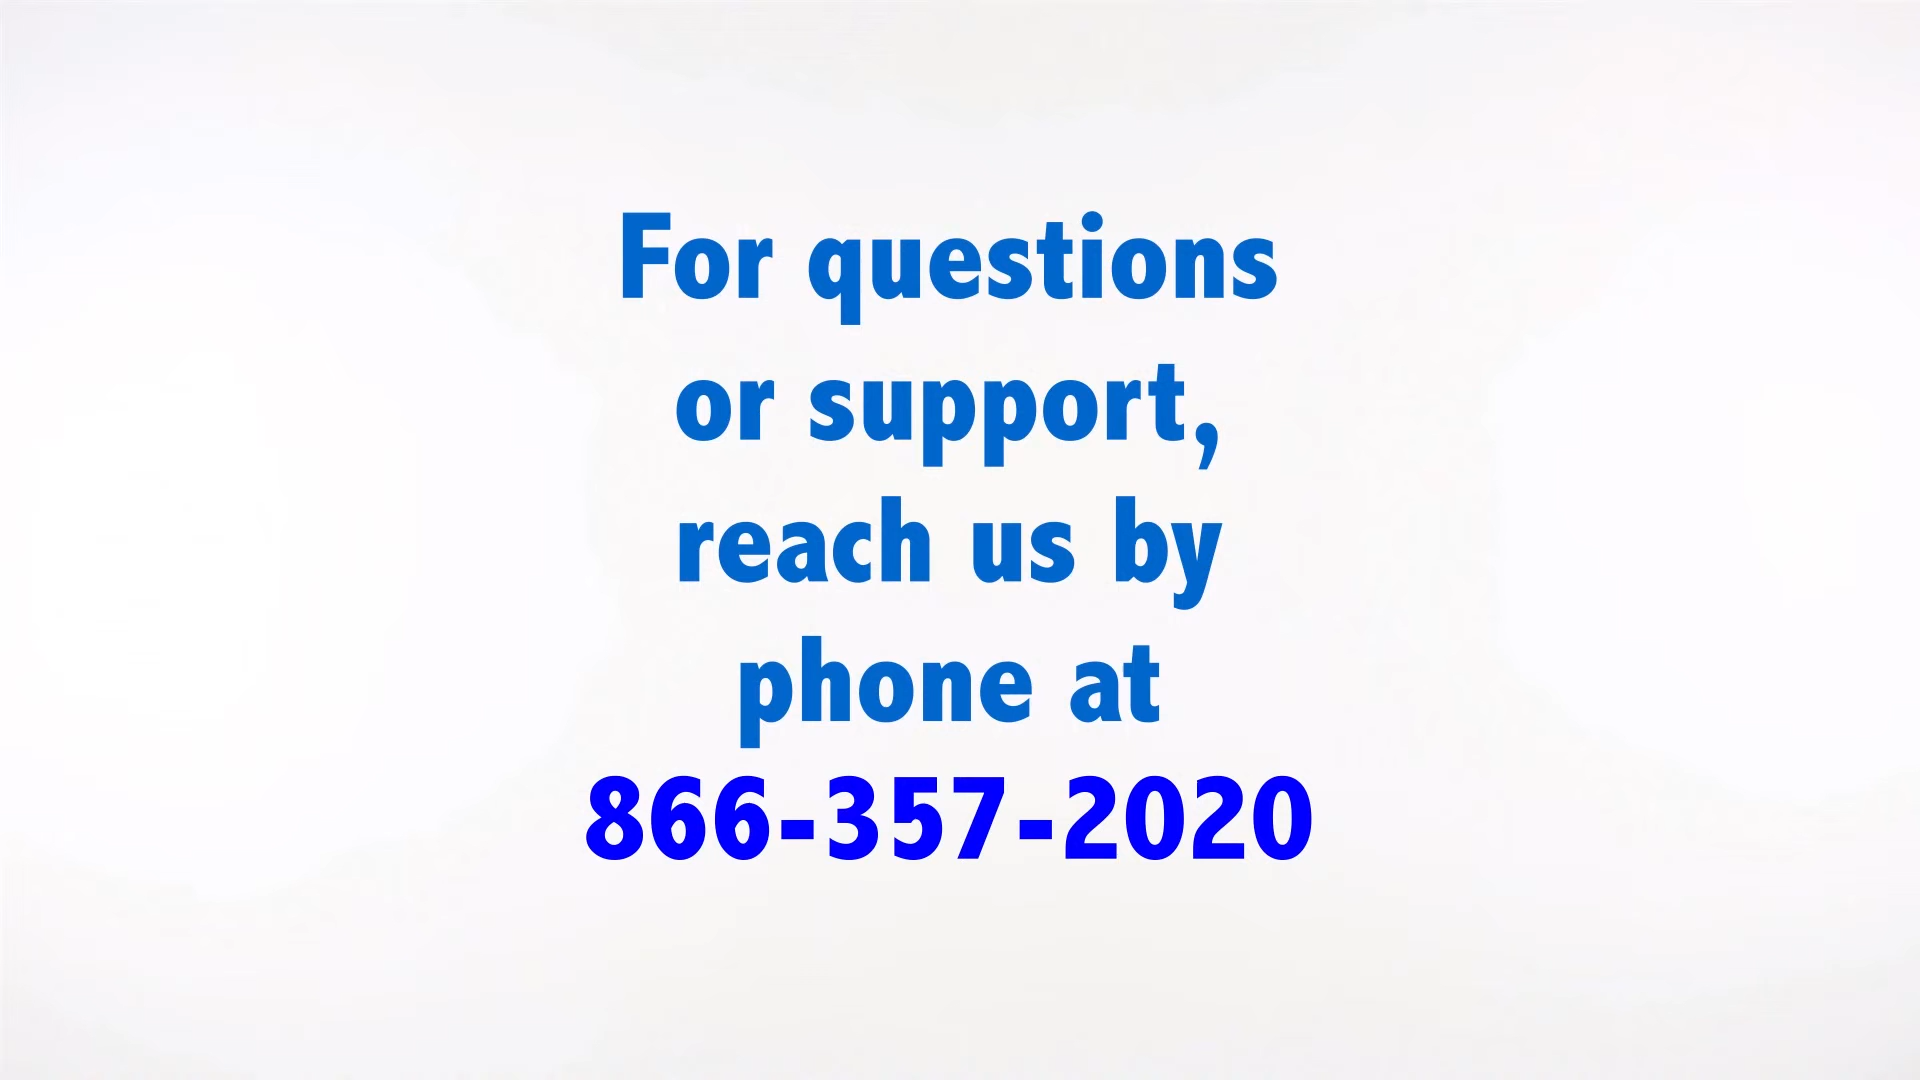 For questions
or support,
reach us by
phone at
866-357-2020